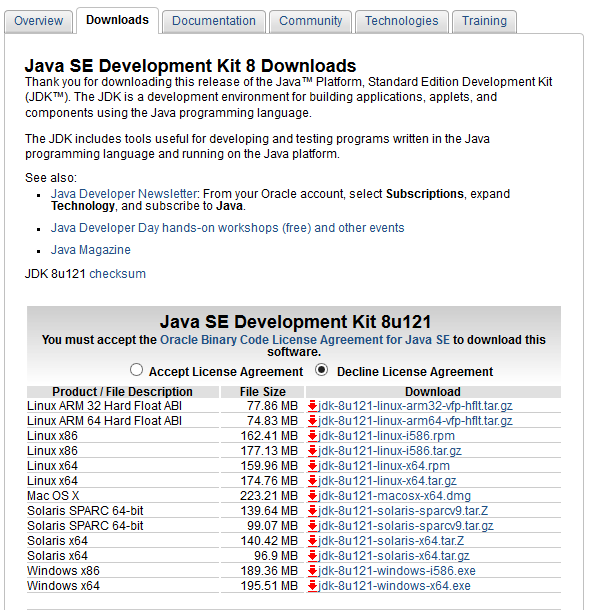 Overview Downloads Documentation Community Technologies Training
Java SE Development Kit 8 Downloads
Thank you for downloading this release of the Java™ Platform, Standard Edition Development Kit
(JDK™). The JDK is a development environment for building applications, applets, and
components using the Java programming language.
The JDK includes tools useful for developing and testing programs written in the Java
programming language and running on the Java platform.
See also:
Java Developer Newsletter: From your Oracle account, select Subscriptions, expand
Technology, and subscribe to Java.
Java Developer Day hands-on workshops (free) and other events
Java Magazine
JDK 8u121 checksum
Java SE Development Kit 8u121
You must accept the Oracle Binary Code License Agreement for Java SE to download this
software.
Accept License Agreement Decline License Agreement
Product / File Description File Size Download
Linux ARM 32 Hard Float ABI 77.86 MB jdk-8u121-linux-arm32-vfp-hflt.tar.gz
Linux ARM 64 Hard Float ABI 74.83 MB jdk-8u121-linux-arm64-vfp-hflt.tar.gz
Linux x86 162.41 MB jdk-8u121-linux-i586.rpm
Linux x86 177.13 MB jdk-8u121-linux-i586.tar.gz
Linux x64 159.96 MB jdk-8u121-linux-x64.rpm
Linux x64 174.76 MB jdk-8u121-linux-x64.tar.gz
Mac OS X 223.21 MB jdk-8u121-macosx-x64.dmg
Solaris SPARC 64-bit 139.64 MB jdk-8u121-solaris-sparcv9.tar.Z
Solaris SPARC 64-bit 99.07 MB jdk-8u121-solaris-sparcv9.tar.gz
Solaris x64 140.42 MB jdk-8u121-solaris-x64.tar.Z
Solaris x64 96.9 MB jdk-8u121-solaris-x64.tar.gz
Windows x86 189.36 MB jdk-8u121-windows-i586.exe
Windows x64 195.51 MB jdk-8u121-windows-x64.exe